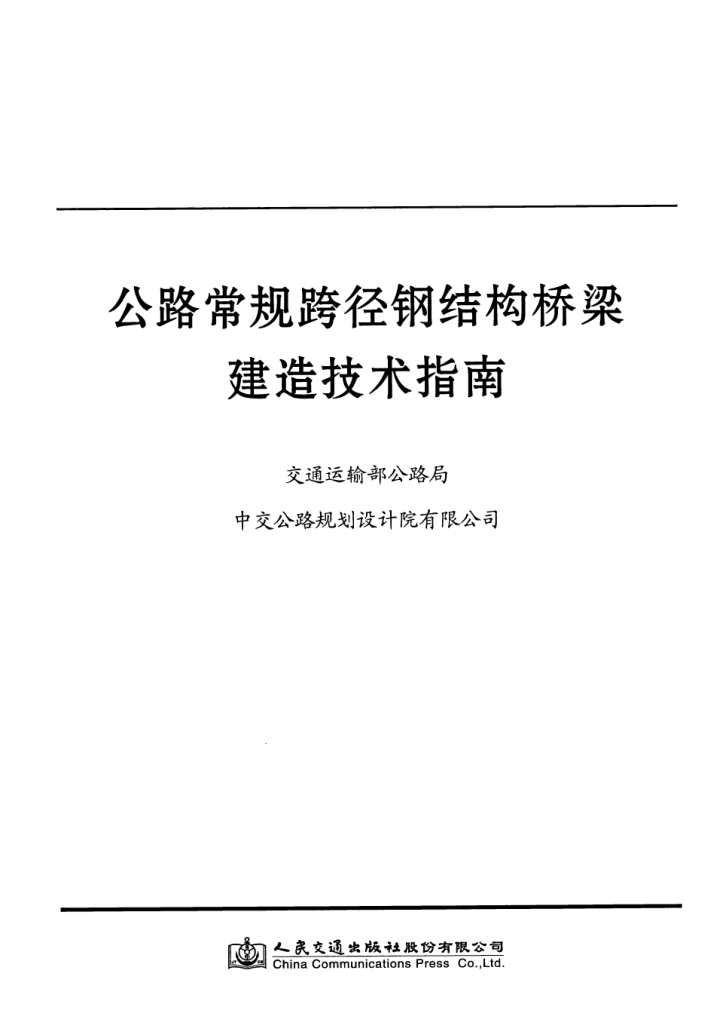 公路常规跨径钢结构桥梁
建造技术指南
交通运输部公路局
中交公路规划设计院有限公司
人民交通出版社股份有限公司
China Communications Press Co.,Ltd.